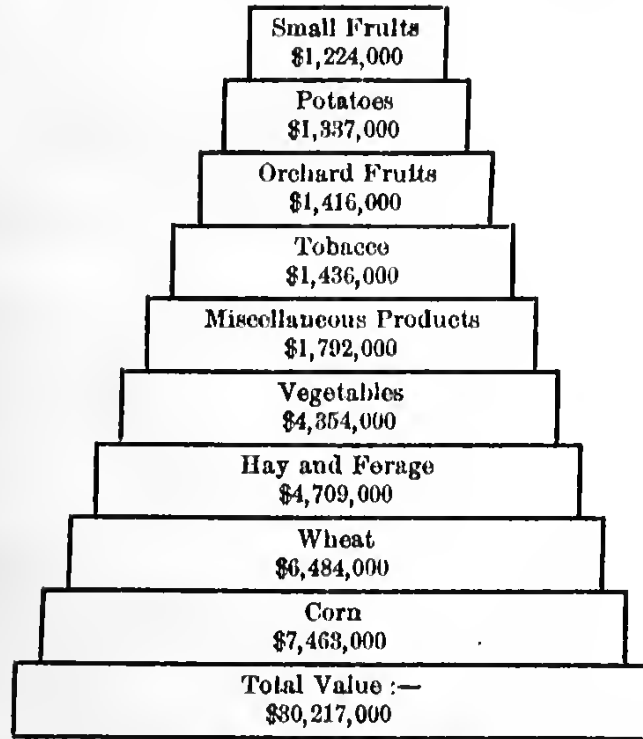 Small Fruits
$1,224,000
Potatoes
$1,337,000
Orchard Fruits
$1,416,000
Tobacco
$1,436,000
Miscellaneous Products
$1,792,000
Vegetables
$4,354,000
Hay and Forage
$4,709,000
Wheat
$6,484,000
Corn
$7,463,000
Total Value :—
$30,217,000